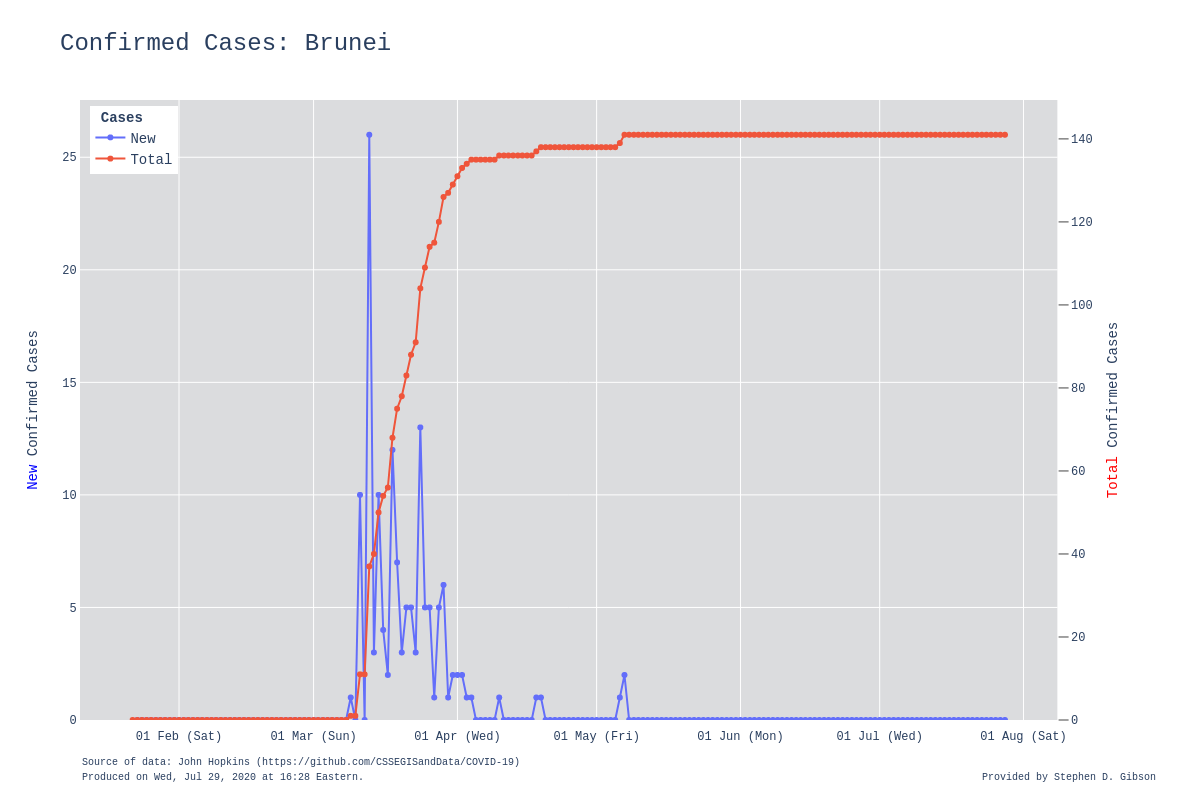 Confirmed Cases: Brunei
Cases
New
Total
25
20
15
10
5
0
140
120
100
80
60
40
20
0
New Confirmed Cases
Total Confirmed Cases
01 Feb (Sat)
01 Mar (Sun)
01 Apr (Wed)
01 May (Fri)
01 Jun (Mon)
01 Jul (Wed)
01 Aug (Sat)
Source of data: John Hopkins (https://github.com/CSSEGISandData/COVID-19)
Produced on Wed, Jul 29, 2020 at 16:28 Eastern.
Provided by Stephen D. Gibson